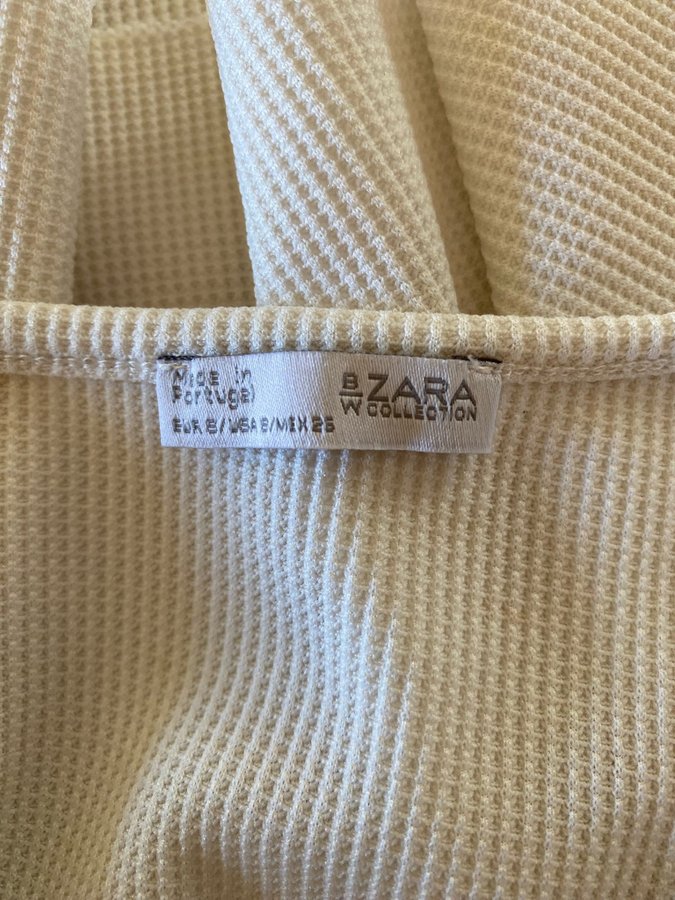 Made in
Portugal
B
W
ZARA
COLLECTION
EUR S/USA S/MEX 26